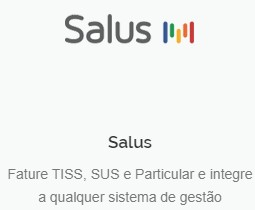 Salus
Salus
Fature TISS, SUS e Particular e integre
a qualquer sistema de gestão